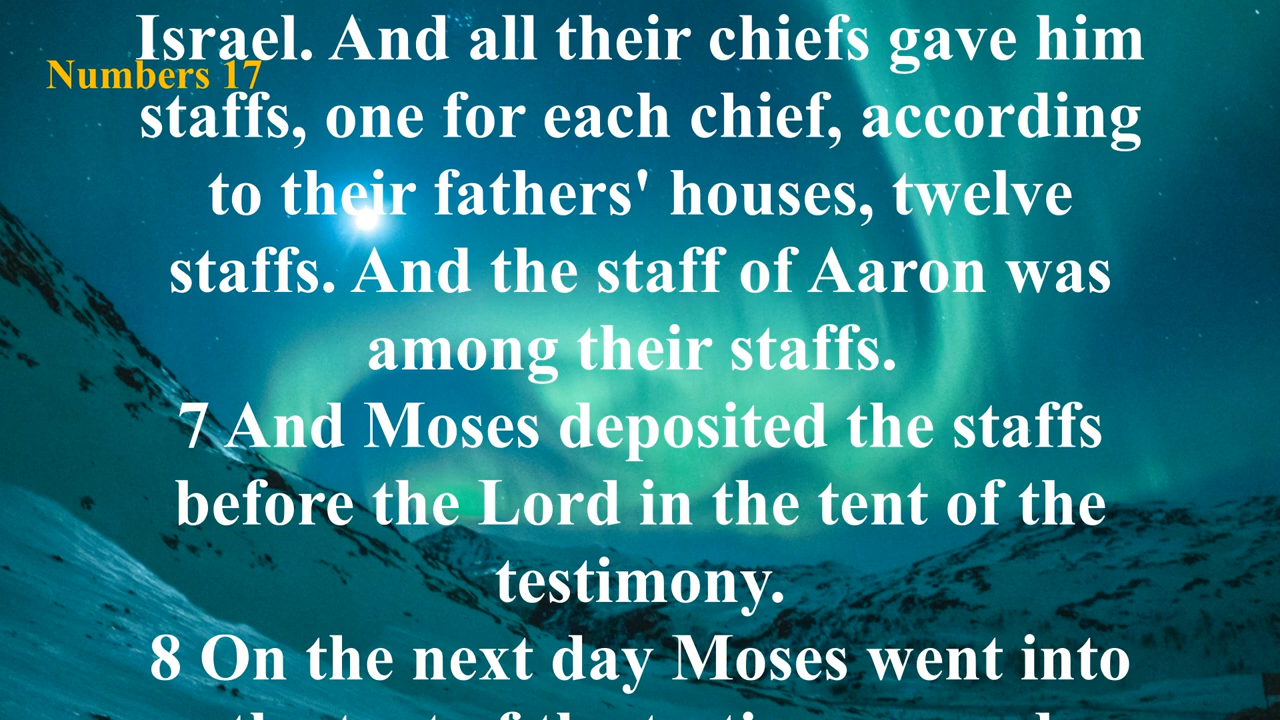 Israel. And all their chiefs gave him
Numbers 17
staffs, one for each chief, according
to their fathers' houses, twelve
staffs. And the staff of Aaron was
among their staffs.
7 And Moses deposited the staffs
before the Lord in the tent of the
testimony.
8 On the next day Moses went into